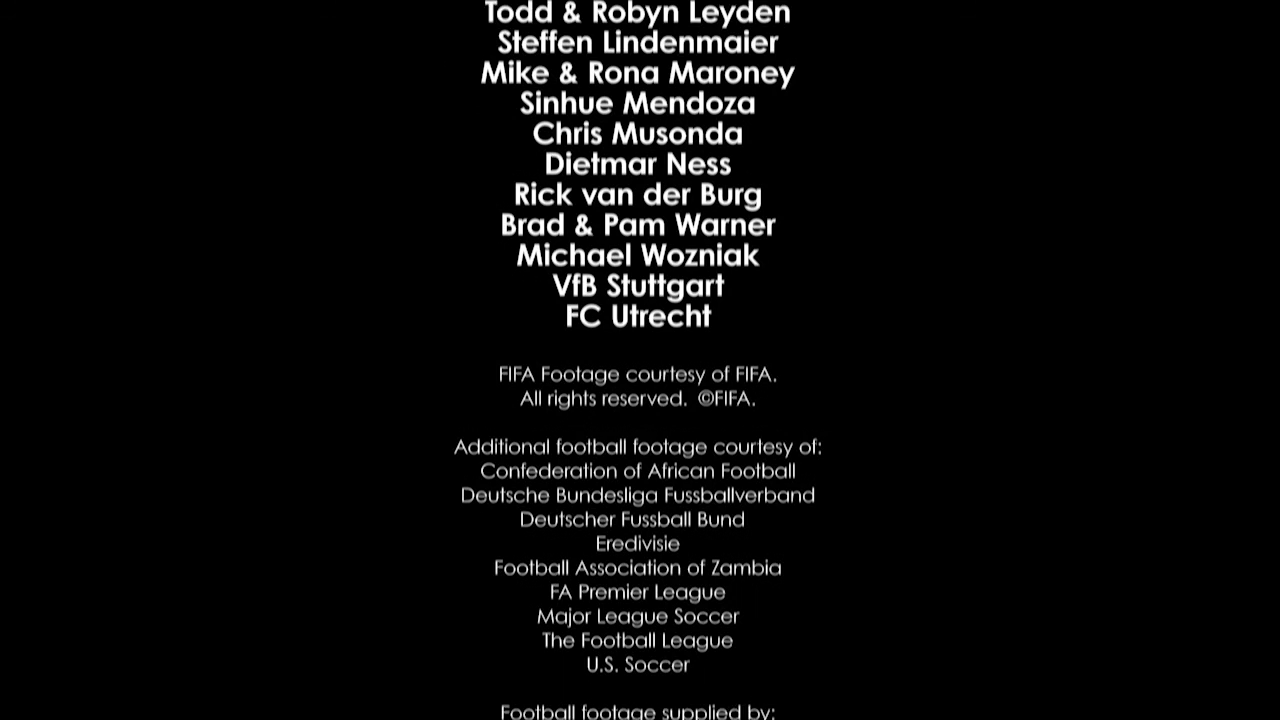 Todd & Robyn Leyden
Steffen Lindenmaier
Mike & Rona Maroney
Sinhue Mendoza
Chris Musonda
Dietmar Ness
Rick van der Burg
Brad & Pam Warner
Michael Wozniak
VfB Stuttgart
FC Utrecht
FIFA Footage courtesy of FIFA.
All rights reserved.  ©FIFA.
Additional football footage courtesy of:
Confederation of African Football
Deutsche Bundesliga Fussballverband
Deutscher Fussball Bund
Eredivisie
Football Association of Zambia
FA Premier League
Major League Soccer
The Football League
U.S. Soccer
Football footage supplied by: